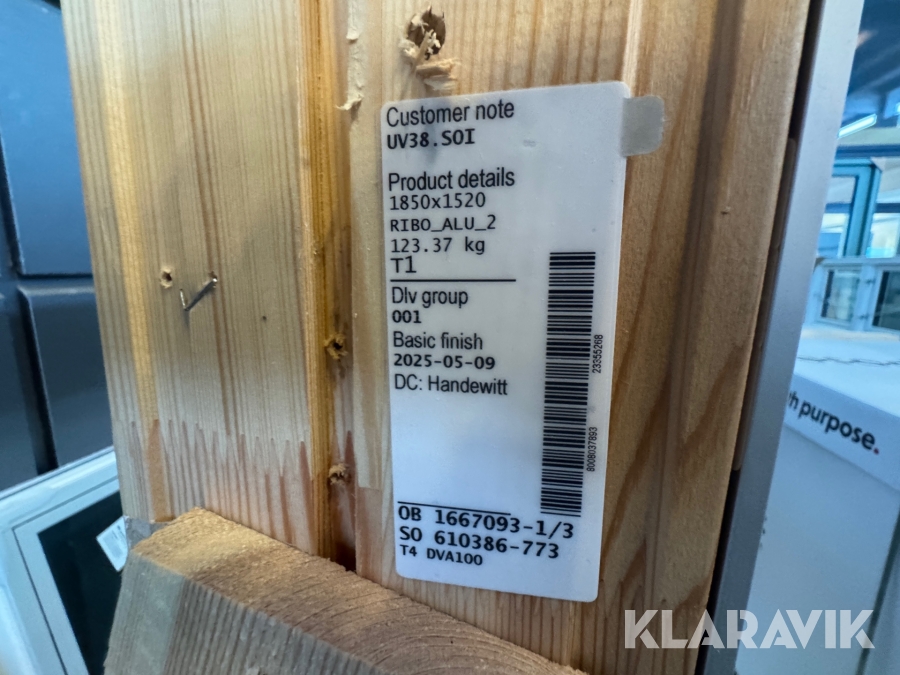 Customer note
UV38.SOI
Product details
1850x1520
RIBO_ALU_2
123.37 kg
T1
Dlv group
001
Basic finish
2025-05-09
DC: Handewitt
23355268
8008037893
OB 1667093-1/3
SO 610386-773
T4 DVA100
h purpose.
KLARAVIK